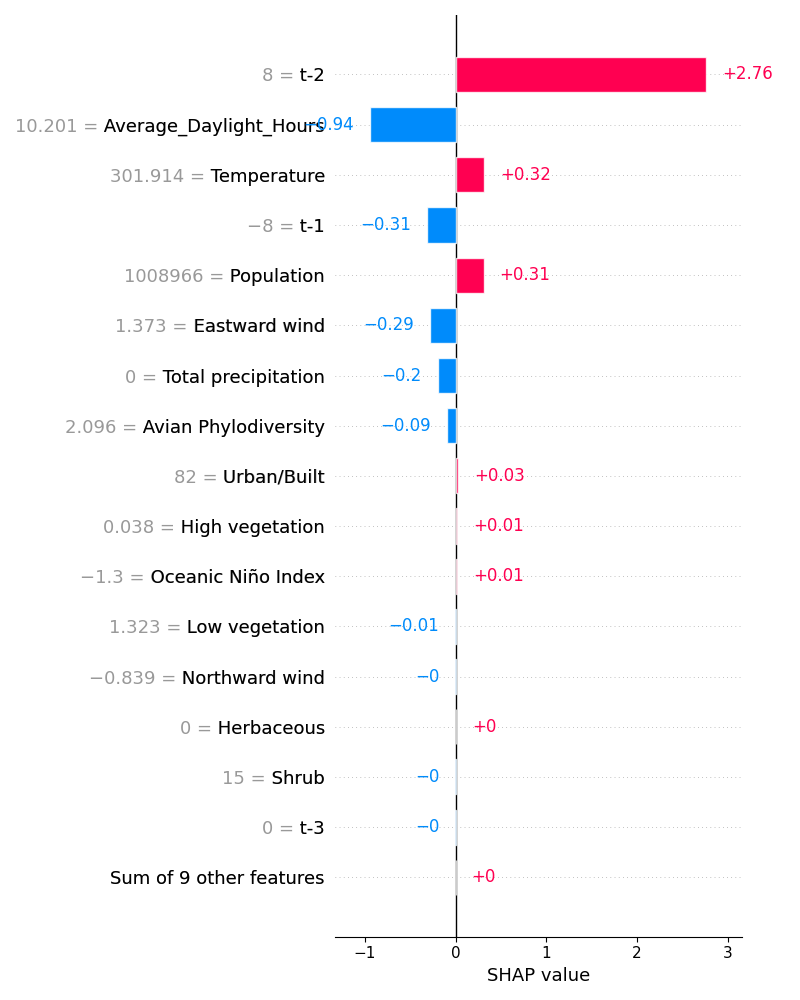 8 = t-2 +2.76
10.201 = Average_Daylight_Hours −0.94
301.914 = Temperature +0.32
−8 = t-1 −0.31
1008966 = Population +0.31
1.373 = Eastward wind −0.29
0 = Total precipitation −0.2
2.096 = Avian Phylodiversity −0.09
82 = Urban/Built +0.03
0.038 = High vegetation +0.01
−1.3 = Oceanic Niño Index +0.01
1.323 = Low vegetation −0.01
−0.839 = Northward wind −0
0 = Herbaceous +0
15 = Shrub −0
0 = t-3 −0
Sum of 9 other features +0
−1 0 1 2 3
SHAP value